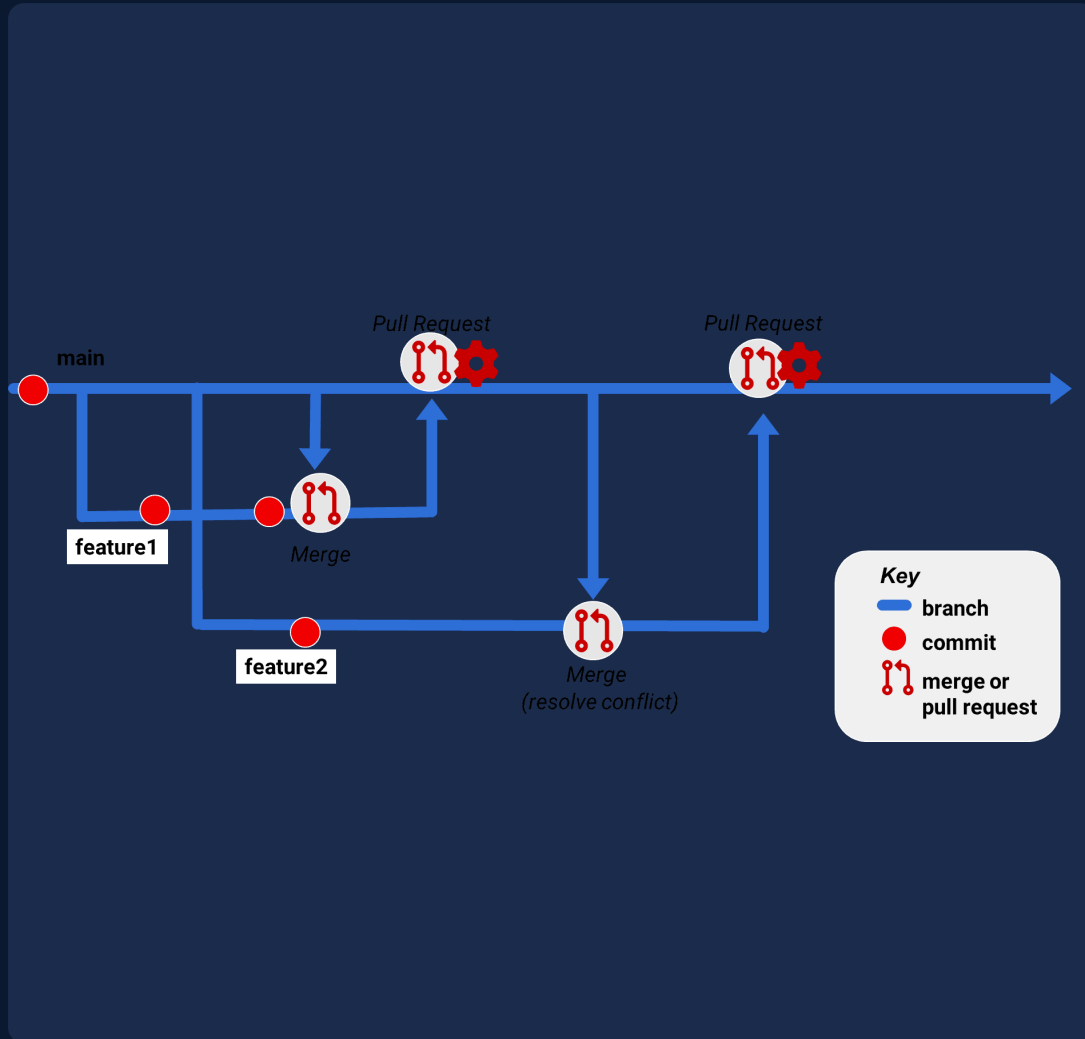 Pull Request
Pull Request
main
feature1
Merge
feature2
Merge
(resolve conflict)
Key
branch
commit
merge or
pull request